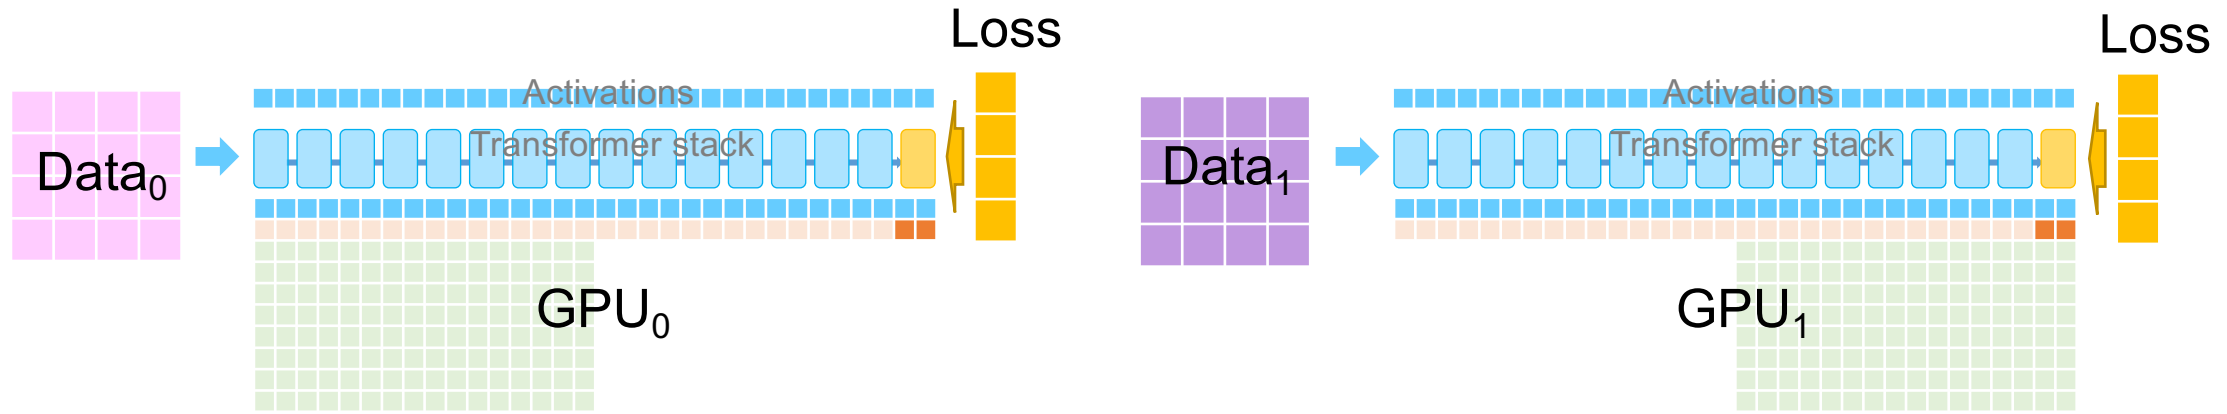 Loss
Activations
Transformer stack
Data0
GPU0
Loss
Activations
Transformer stack
Data1
GPU1